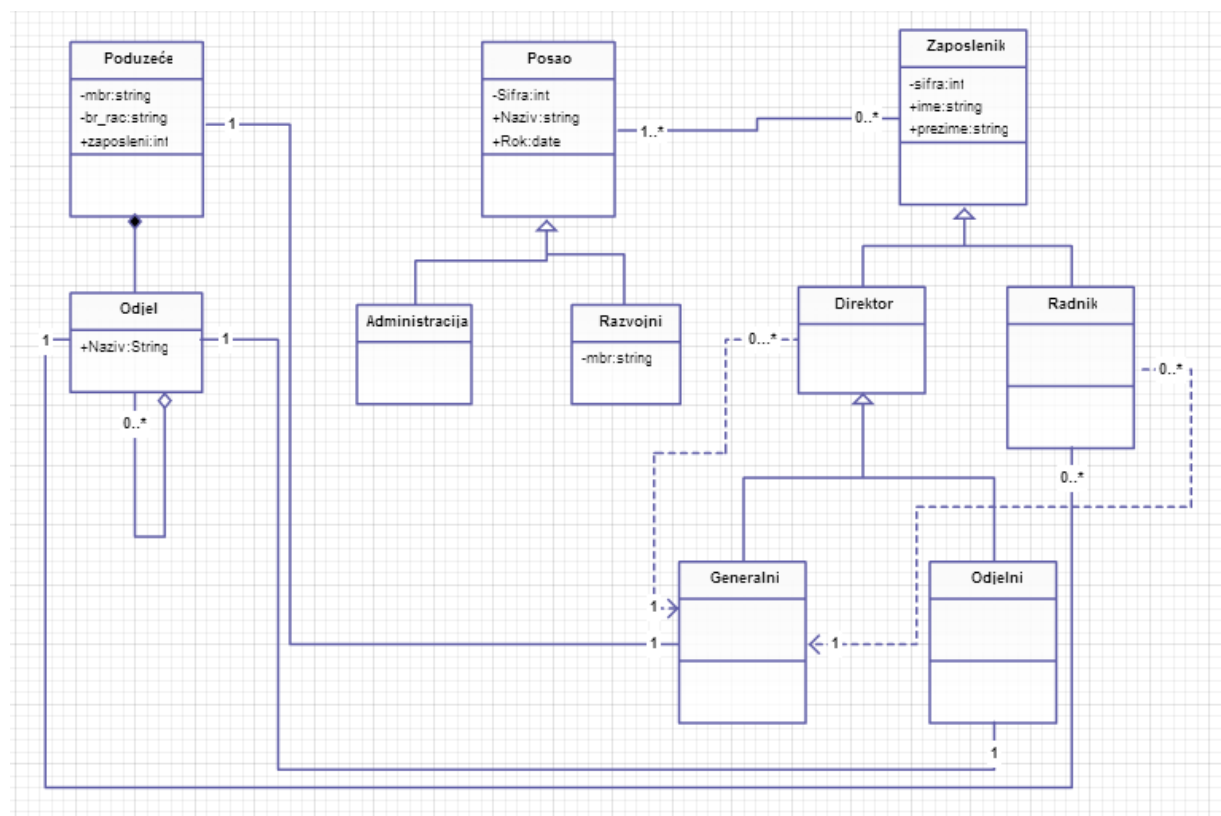 Poduzeće
-mbr:string
-br_rac:string
+zaposleni:int
1
Posao
-Sifra:int
+Naziv:string
+Rok:date
1..*
0..*
Zaposlenik
-sifra:int
+ime:string
+prezime:string
Odjel
+Naziv:String
1
1
0..*
Administracija
Razvojni
-mbr:string
Direktor
0...*
Radnik
0..*
0..*
Generalni
1
1
1
Odjelni
1